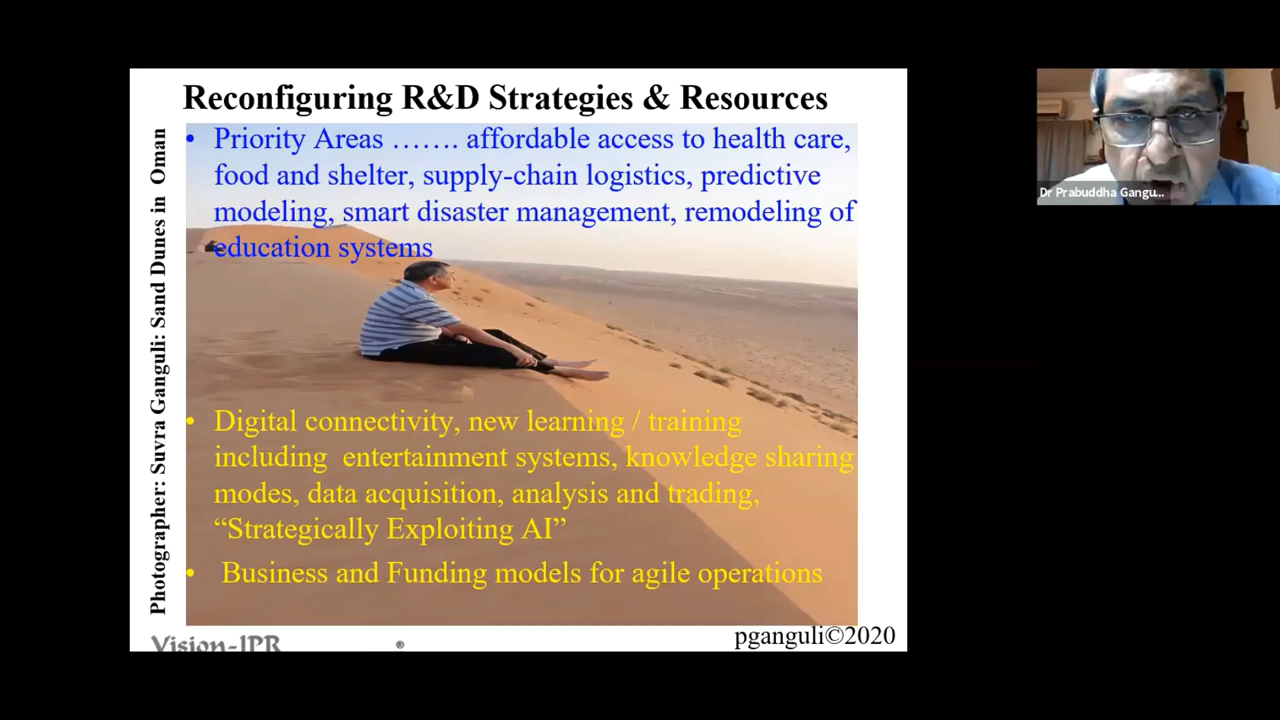 Reconfiguring R&D Strategies & Resources
• Priority Areas ……. affordable access to health care,
food and shelter, supply-chain logistics, predictive
modeling, smart disaster management, remodeling of
education systems
Photographer: Suvra Ganguli: Sand Dunes in Oman
• Digital connectivity, new learning / training
including entertainment systems, knowledge sharing
modes, data acquisition, analysis and trading,
“Strategically Exploiting AI”
• Business and Funding models for agile operations
Vision-IPR ®
pganguli©2020
Dr Prabuddha Gangu...